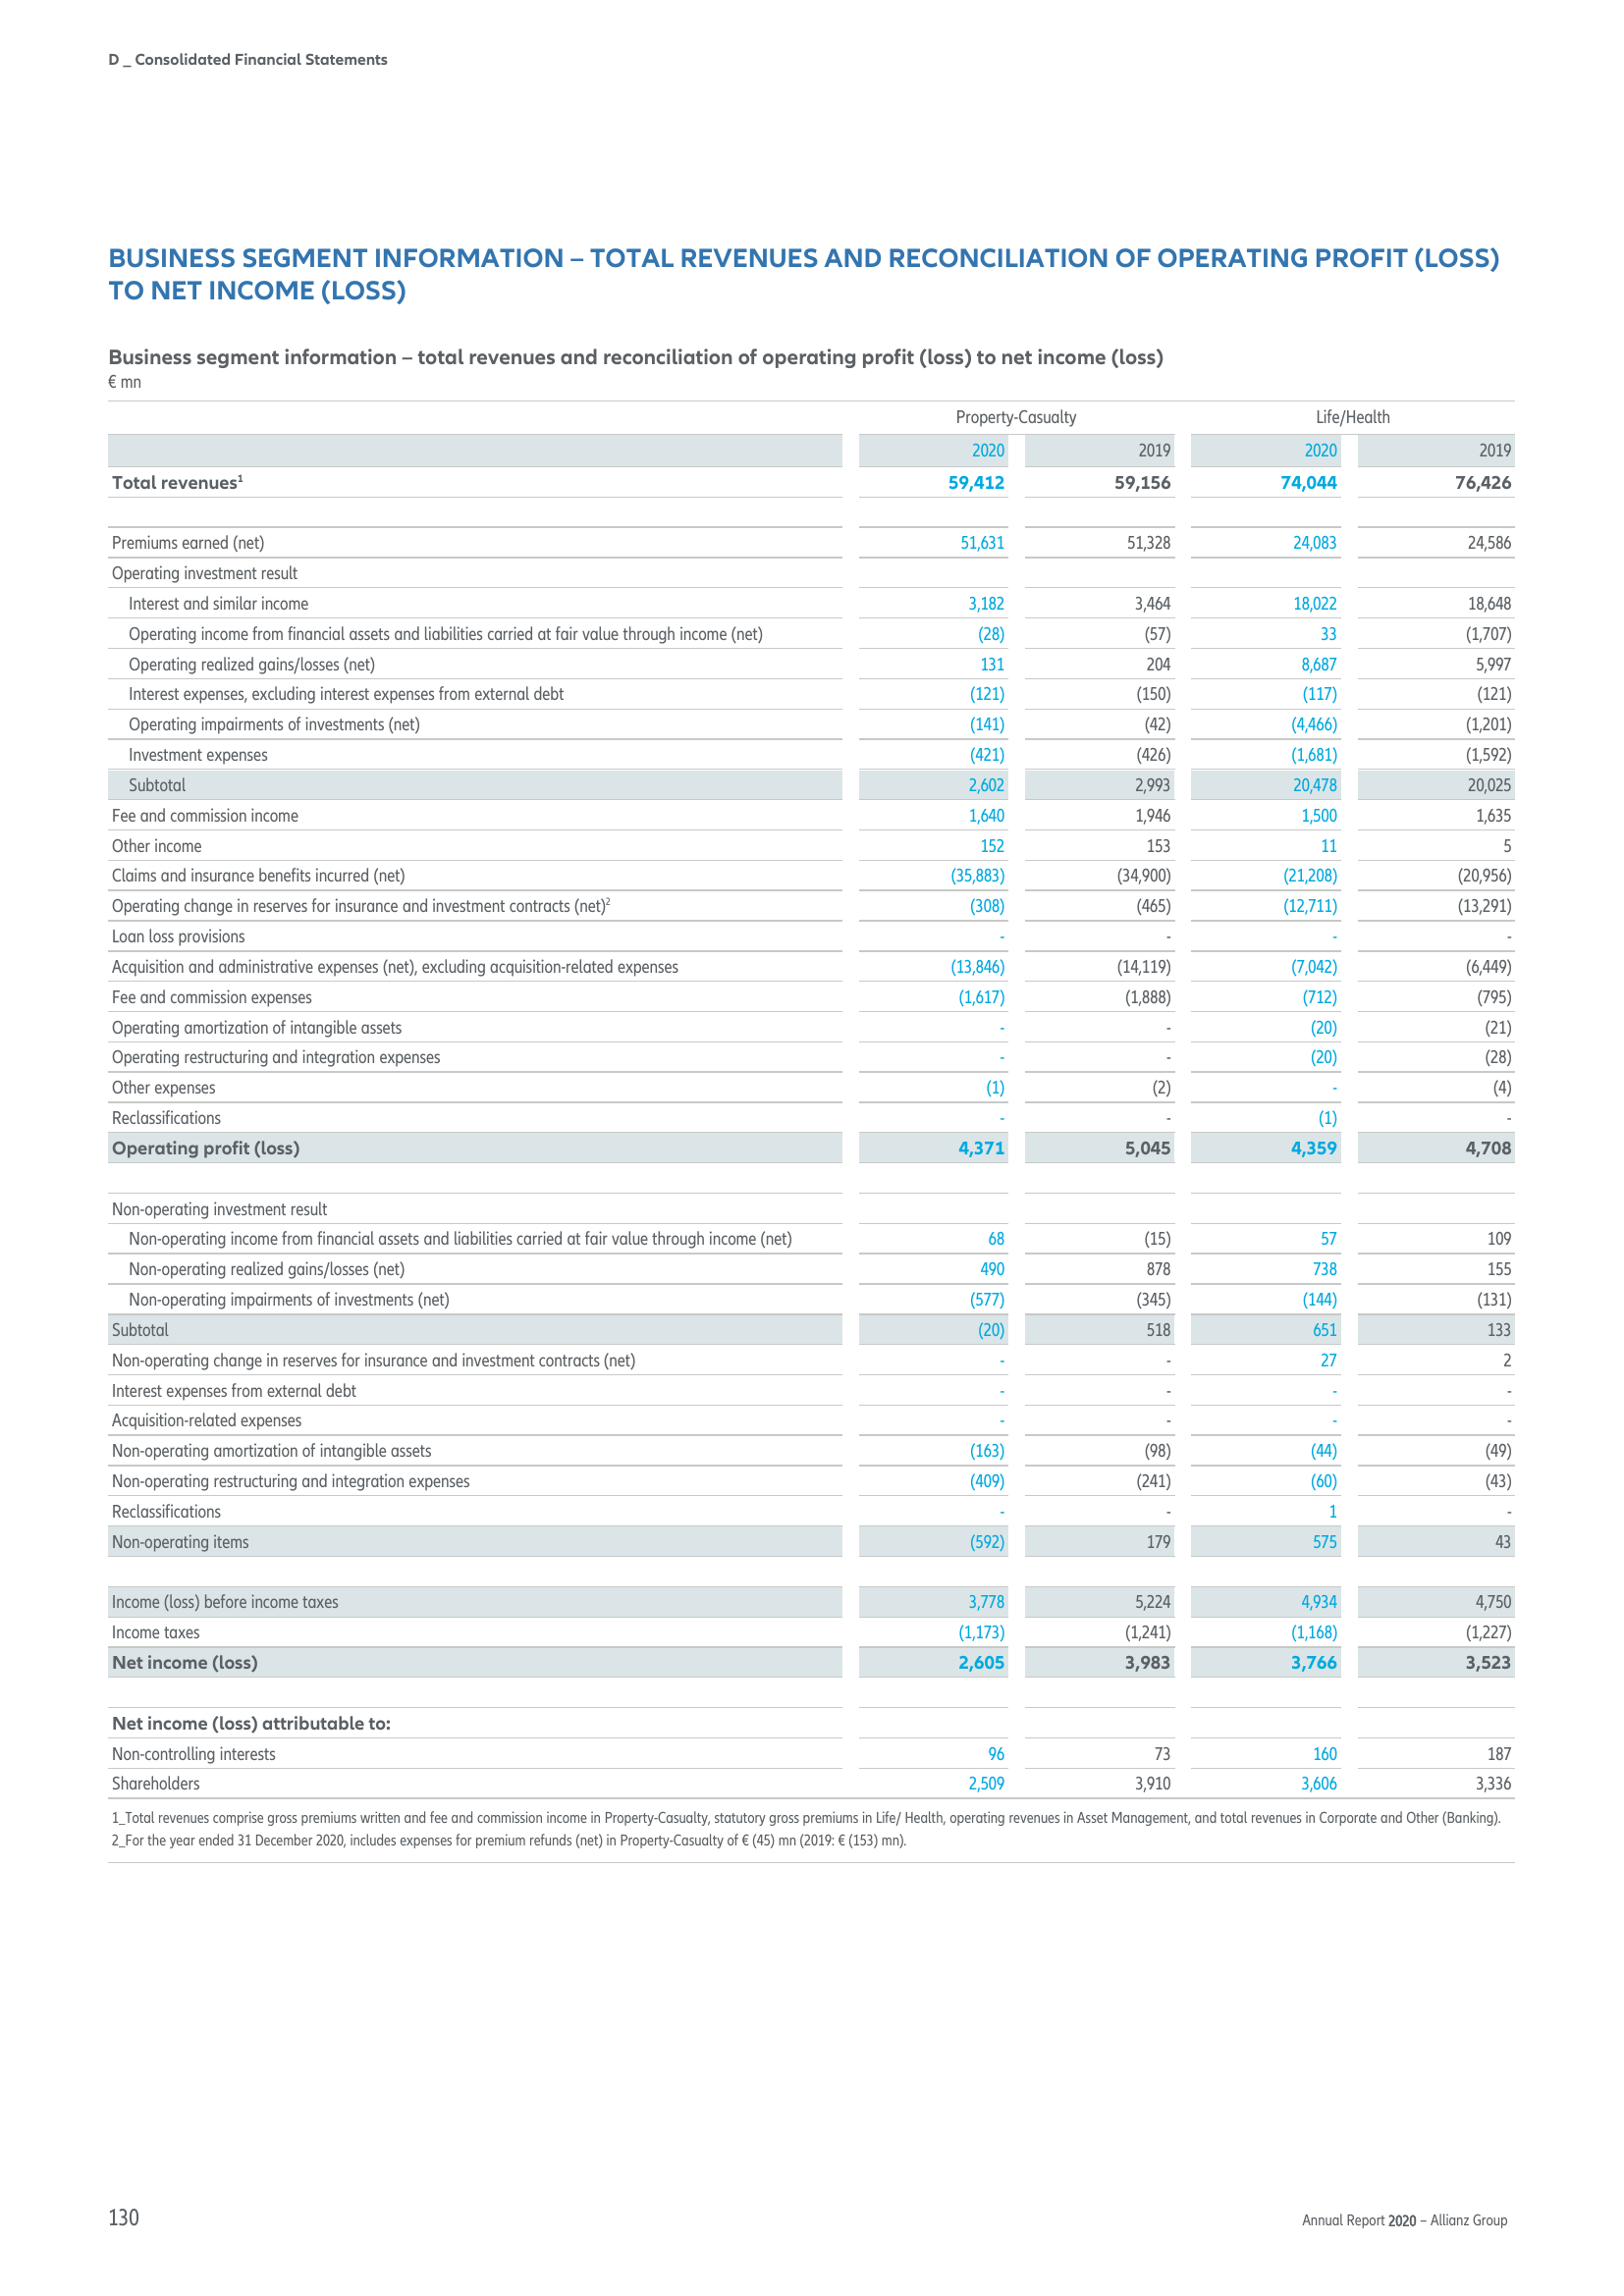 D _ Consolidated Financial Statements
BUSINESS SEGMENT INFORMATION – TOTAL REVENUES AND RECONCILIATION OF OPERATING PROFIT (LOSS)
TO NET INCOME (LOSS)
Business segment information – total revenues and reconciliation of operating profit (loss) to net income (loss)
€ mn
Property-Casualty Life/Health
2020 2019 2020 2019
Total revenues¹ 59,412 59,156 74,044 76,426
Premiums earned (net) 51,631 51,328 24,083 24,586
Operating investment result
Interest and similar income 3,182 3,464 18,022 18,648
Operating income from financial assets and liabilities carried at fair value through income (net) (28) (57) 33 (1,707)
Operating realized gains/losses (net) 131 204 8,687 5,997
Interest expenses, excluding interest expenses from external debt (121) (150) (117) (121)
Operating impairments of investments (net) (141) (42) (4,466) (1,201)
Investment expenses (421) (426) (1,681) (1,592)
Subtotal 2,602 2,993 20,478 20,025
Fee and commission income 1,640 1,946 1,500 1,635
Other income 152 153 11 5
Claims and insurance benefits incurred (net) (35,883) (34,900) (21,208) (20,956)
Operating change in reserves for insurance and investment contracts (net)² (308) (465) (12,711) (13,291)
Loan loss provisions - - - -
Acquisition and administrative expenses (net), excluding acquisition-related expenses (13,846) (14,119) (7,042) (6,449)
Fee and commission expenses (1,617) (1,888) (712) (795)
Operating amortization of intangible assets - - (20) (21)
Operating restructuring and integration expenses - - (20) (28)
Other expenses (1) (2) - (4)
Reclassifications - - (1) -
Operating profit (loss) 4,371 5,045 4,359 4,708
Non-operating investment result
Non-operating income from financial assets and liabilities carried at fair value through income (net) 68 (15) 57 109
Non-operating realized gains/losses (net) 490 878 738 155
Non-operating impairments of investments (net) (577) (345) (144) (131)
Subtotal (20) 518 651 133
Non-operating change in reserves for insurance and investment contracts (net) - - 27 2
Interest expenses from external debt - - - -
Acquisition-related expenses - - - -
Non-operating amortization of intangible assets (163) (98) (44) (49)
Non-operating restructuring and integration expenses (409) (241) (60) (43)
Reclassifications - - 1 -
Non-operating items (592) 179 575 43
Income (loss) before income taxes 3,778 5,224 4,934 4,750
Income taxes (1,173) (1,241) (1,168) (1,227)
Net income (loss) 2,605 3,983 3,766 3,523
Net income (loss) attributable to:
Non-controlling interests 96 73 160 187
Shareholders 2,509 3,910 3,606 3,336
1_Total revenues comprise gross premiums written and fee and commission income in Property-Casualty, statutory gross premiums in Life/ Health, operating revenues in Asset Management, and total revenues in Corporate and Other (Banking).
2_For the year ended 31 December 2020, includes expenses for premium refunds (net) in Property-Casualty of € (45) mn (2019: € (153) mn).
130 Annual Report 2020 – Allianz Group